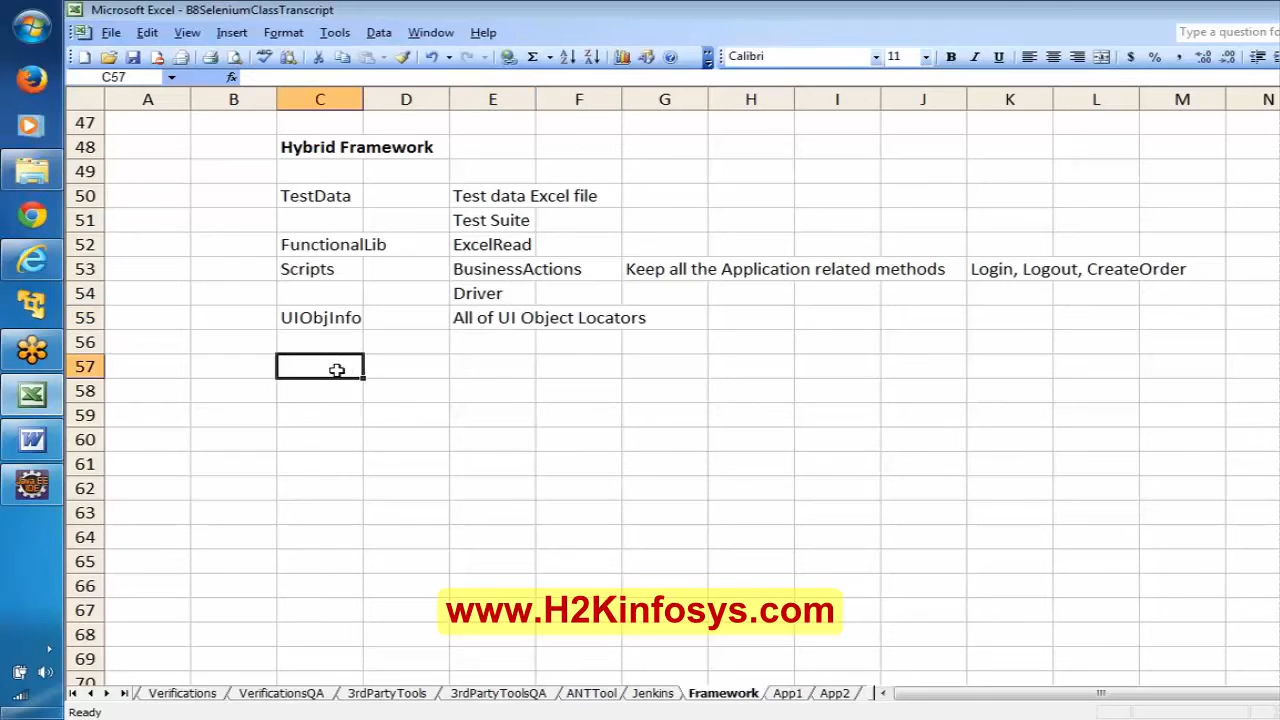 Microsoft Excel - B8SeleniumClassTranscript
File Edit View Insert Format Tools Data Window Help
Type a question fo
Calibri 11 B I U $ % ,
C57 fx
A B C D E F G H I J K L M N
47
48 Hybrid Framework
49
50 TestData Test data Excel file
51 Test Suite
52 FunctionalLib ExcelRead
53 Scripts BusinessActions Keep all the Application related methods Login, Logout, CreateOrder
54 Driver
55 UIObjInfo All of UI Object Locators
56
57
58
59
60
61
62
63
64
65
66
67
www.H2Kinfosys.com
68
69
70
Verifications VerificationsQA 3rdPartyTools 3rdPartyToolsQA ANTTool Jenkins Framework App1 App2
Ready